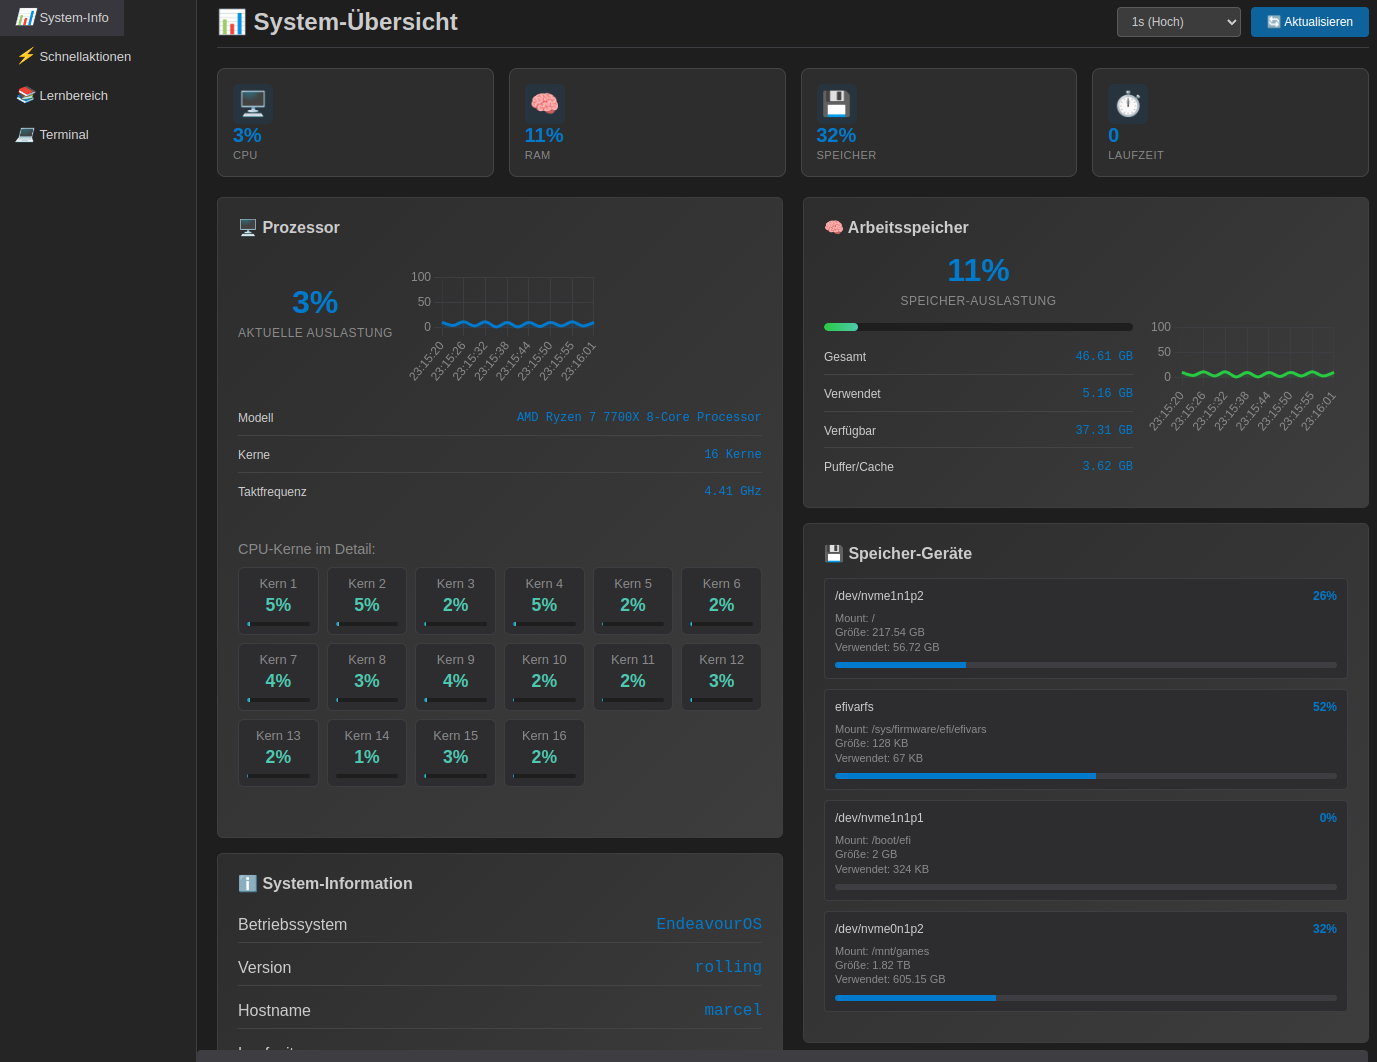 System-Info
Schnellaktionen
Lernbereich
Terminal
System-Übersicht
1s (Hoch)
Aktualisieren
3%
CPU
11%
RAM
32%
SPEICHER
0
LAUFZEIT
Prozessor
3%
AKTUELLE AUSLASTUNG
100
50
0
23:15:20
23:15:26
23:15:32
23:15:38
23:15:44
23:15:50
23:15:55
23:16:01
Modell AMD Ryzen 7 7700X 8-Core Processor
Kerne 16 Kerne
Taktfrequenz 4.41 GHz
CPU-Kerne im Detail:
Kern 1 Kern 2 Kern 3 Kern 4 Kern 5 Kern 6
5% 5% 2% 5% 2% 2%
Kern 7 Kern 8 Kern 9 Kern 10 Kern 11 Kern 12
4% 3% 4% 2% 2% 3%
Kern 13 Kern 14 Kern 15 Kern 16
2% 1% 3% 2%
System-Information
Betriebssystem EndeavourOS
Version rolling
Hostname marcel
Arbeitsspeicher
11%
SPEICHER-AUSLASTUNG
Gesamt 46.61 GB
Verwendet 5.16 GB
Verfügbar 37.31 GB
Puffer/Cache 3.62 GB
100
50
0
23:15:20
23:15:26
23:15:32
23:15:38
23:15:44
23:15:50
23:15:55
23:16:01
Speicher-Geräte
/dev/nvme1n1p2 26%
Mount: /
Größe: 217.54 GB
Verwendet: 56.72 GB
efivarfs 52%
Mount: /sys/firmware/efi/efivars
Größe: 128 KB
Verwendet: 67 KB
/dev/nvme1n1p1 0%
Mount: /boot/efi
Größe: 2 GB
Verwendet: 324 KB
/dev/nvme0n1p2 32%
Mount: /mnt/games
Größe: 1.82 TB
Verwendet: 605.15 GB